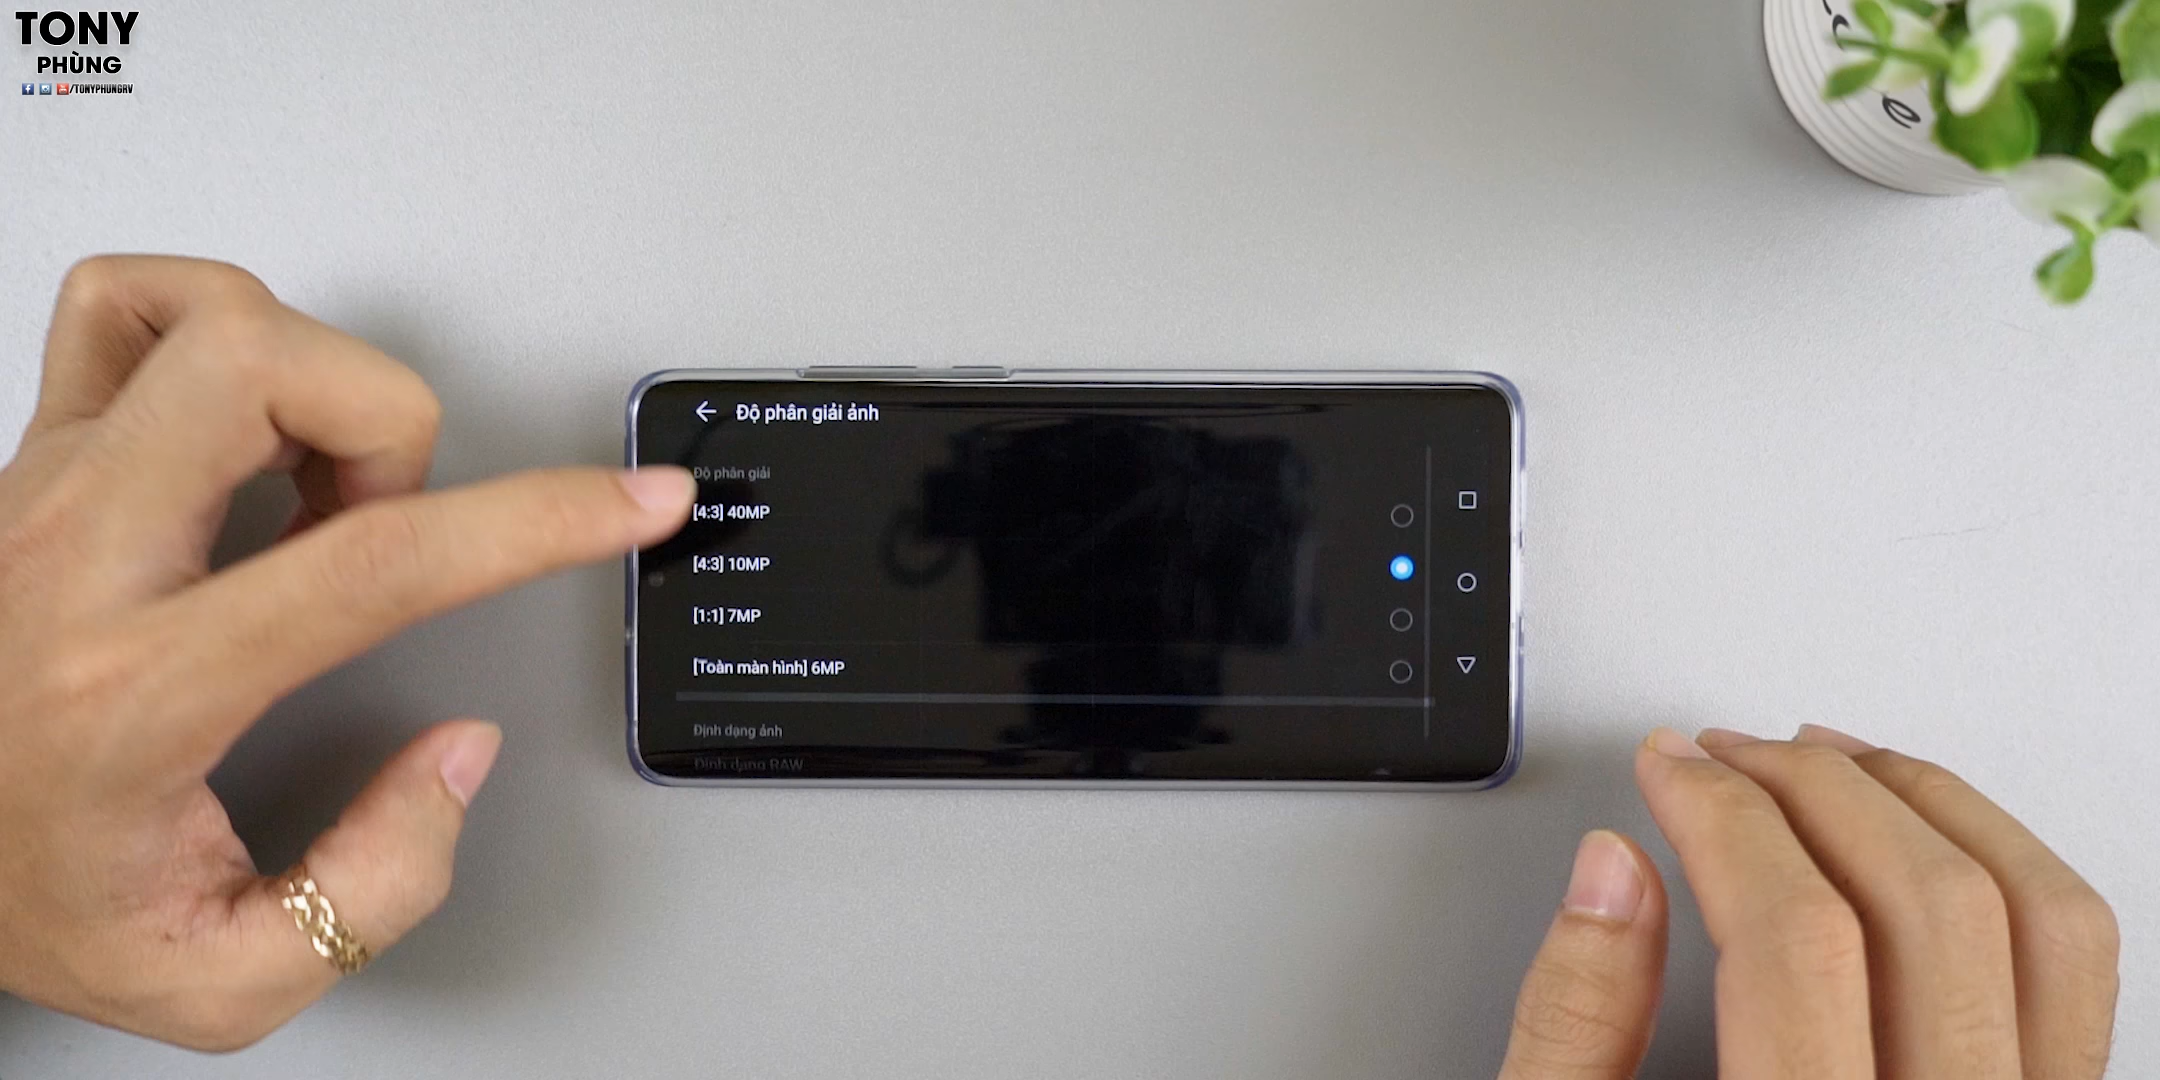 TONY
PHÙNG
/TONYPHUNGRV
Độ phân giải ảnh
Độ phân giải
[4:3] 40MP
[4:3] 10MP
[1:1] 7MP
[Toàn màn hình] 6MP
Định dạng ảnh
Định dạng RAW